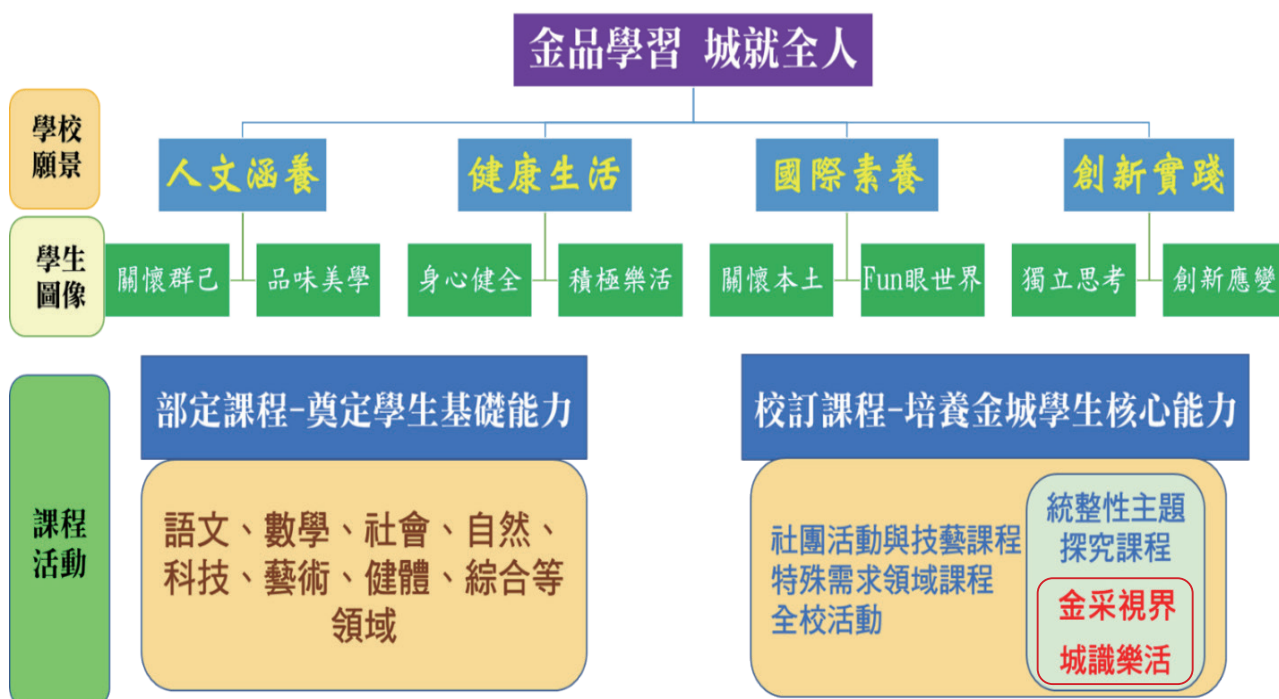 金品學習 城就全人
學校
願景
人文涵養
健康生活
國際素養
創新實踐
學生
圖像
關懷群己
品味美學
身心健全
積極樂活
關懷本土
Fun眼世界
獨立思考
創新應變
課程
活動
部定課程-奠定學生基礎能力
語文、數學、社會、自然、
科技、藝術、健體、綜合等
領域
校訂課程-培養金城學生核心能力
社團活動與技藝課程
特殊需求領域課程
全校活動
統整性主題
探究課程
金采視界
城識樂活